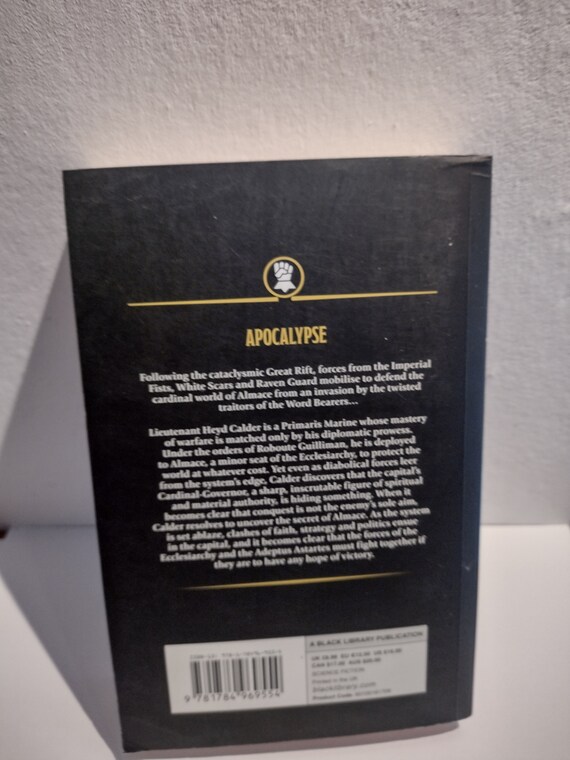 APOCALYPSE
Following the cataclysmic Great Rift, forces from the Imperial
Fists, White Scars and Raven Guard mobilise to defend the
cardinal world of Almace from an invasion by the twisted
traitors of the Word Bearers...
Lieutenant Heyd Calder is a Primaris Marine whose mastery
of warfare is matched only by his diplomatic prowess.
Under the orders of Roboute Guilliman, he is deployed
to Almace, a minor seat of the Ecclesiarchy, to protect the
world at whatever cost. Yet even as diabolical forces leer
from the system's edge, Calder discovers that the capital's
Cardinal-Governor, a sharp, inscrutable figure of spiritual
and material authority, is hiding something. When it
becomes clear that conquest is not the enemy's sole aim,
Calder resolves to uncover the secret of Almace. As the system
is set ablaze, clashes of faith, strategy and politics ensue
in the capital, and it becomes clear that the forces of the
Ecclesiarchy and the Adeptus Astartes must fight together if
they are to have any hope of victory.
A BLACK LIBRARY PUBLICATION
SCIENCE FICTION
Printed in the UK
blacklibrary.com
Product Code:
9 781784 969554